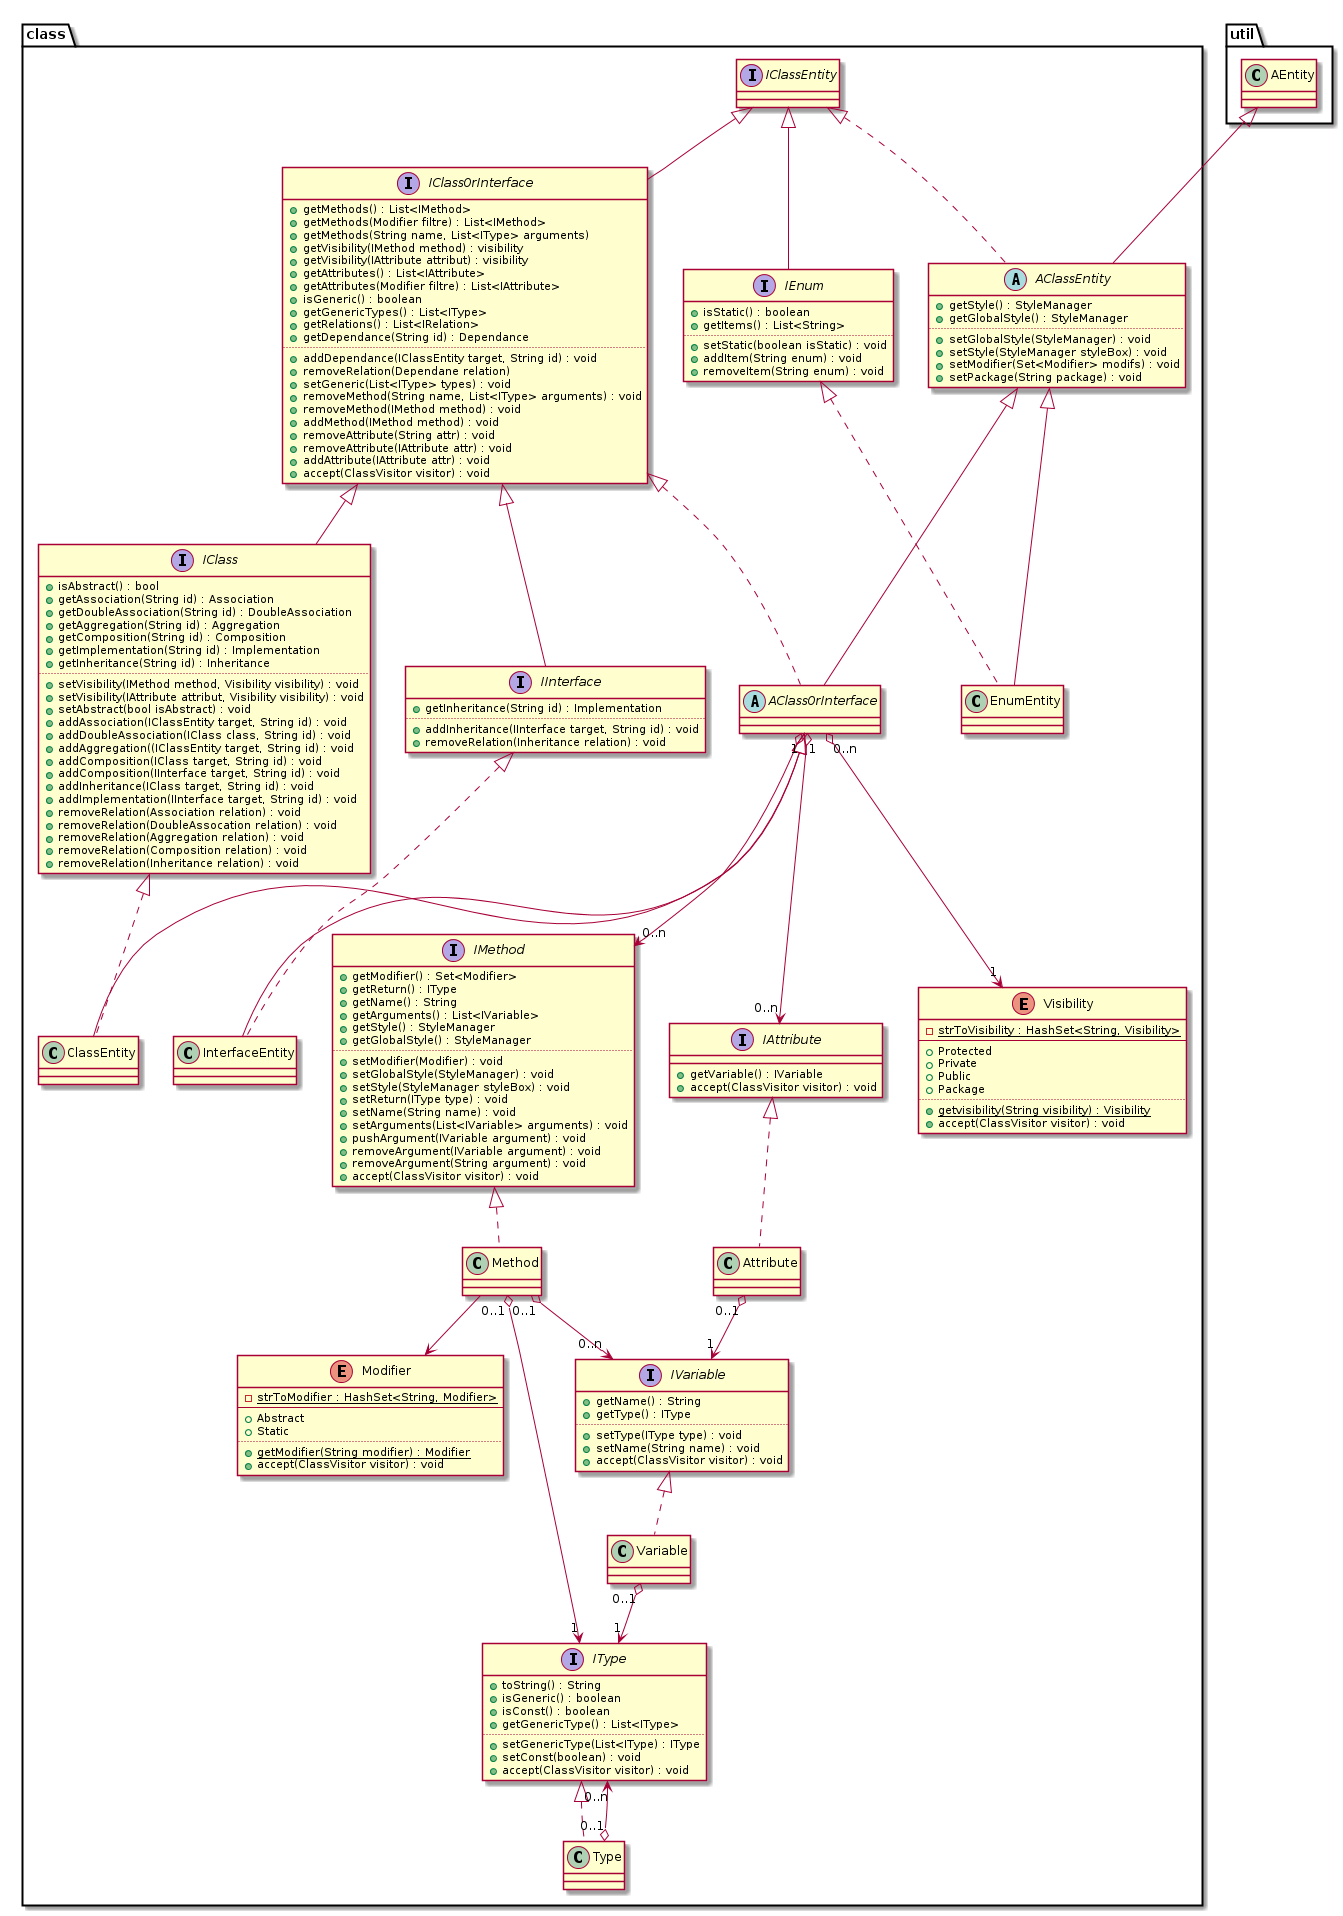 class
util
I IClassEntity
C AEntity
I IClassOrInterface
getMethods() : List<IMethod>
getMethods(Modifier filtre) : List<IMethod>
getMethods(String name, List<IType> arguments)
getVisibility(IMethod method) : visibility
getVisibility(IAttribute attribut) : visibility
getAttributes() : List<IAttribute>
getAttributes(Modifier filtre) : List<IAttribute>
isGeneric() : boolean
getGenericTypes() : List<IType>
getRelations() : List<IRelation>
getDependance(String id) : Dependance
addDependance(IClassEntity target, String id) : void
removeRelation(Dependane relation)
setGeneric(List<IType> types) : void
removeMethod(String name, List<IType> arguments) : void
removeMethod(IMethod method) : void
addMethod(IMethod method) : void
removeAttribute(String attr) : void
removeAttribute(IAttribute attr) : void
addAttribute(IAttribute attr) : void
accept(ClassVisitor visitor) : void
I IEnum
isStatic() : boolean
getItems() : List<String>
setStatic(boolean isStatic) : void
addItem(String enum) : void
removeItem(String enum) : void
A AClassEntity
getStyle() : StyleManager
getGlobalStyle() : StyleManager
setGlobalStyle(StyleManager) : void
setStyle(StyleManager styleBox) : void
setModifier(Set<Modifier> modifs) : void
setPackage(String package) : void
I IClass
isAbstract() : bool
getAssociation(String id) : Association
getDoubleAssociation(String id) : DoubleAssociation
getAggregation(String id) : Aggregation
getComposition(String id) : Composition
getImplementation(String id) : Implementation
getInheritance(String id) : Inheritance
setVisibility(IMethod method, Visibility visibility) : void
setVisibility(IAttribute attribut, Visibility visibility) : void
setAbstract(bool isAbstract) : void
addAssociation(IClassEntity target, String id) : void
addDoubleAssociation(IClass class, String id) : void
addAggregation((IClassEntity target, String id) : void
addComposition(IClass target, String id) : void
addComposition(IInterface target, String id) : void
addInheritance(IClass target, String id) : void
addImplementation(IInterface target, String id) : void
removeRelation(Association relation) : void
removeRelation(DoubleAssocation relation) : void
removeRelation(Aggregation relation) : void
removeRelation(Composition relation) : void
removeRelation(Inheritance relation) : void
I IInterface
getInheritance(String id) : Implementation
addInheritance(IInterface target, String id) : void
removeRelation(Inheritance relation) : void
A AClassOrInterface
C EnumEntity
1 1 0..n
0..n
0..n
1
I IMethod
getModifier() : Set<Modifier>
getReturn() : IType
getName() : String
getArguments() : List<IVariable>
getStyle() : StyleManager
getGlobalStyle() : StyleManager
setModifier(Modifier) : void
setGlobalStyle(StyleManager) : void
setStyle(StyleManager styleBox) : void
setReturn(IType type) : void
setName(String name) : void
setArguments(List<IVariable> arguments) : void
pushArgument(IVariable argument) : void
removeArgument(IVariable argument) : void
removeArgument(String argument) : void
accept(ClassVisitor visitor) : void
C ClassEntity
C InterfaceEntity
I IAttribute
getVariable() : IVariable
accept(ClassVisitor visitor) : void
E Visibility
strToVisibility : HashSet<String, Visibility>
Protected
Private
Public
Package
getvisibility(String visibility) : Visibility
accept(ClassVisitor visitor) : void
C Method
C Attribute
0..1 0..1
0..1
0..n
1
E Modifier
strToModifier : HashSet<String, Modifier>
Abstract
Static
getModifier(String modifier) : Modifier
accept(ClassVisitor visitor) : void
I IVariable
getName() : String
getType() : IType
setType(IType type) : void
setName(String name) : void
accept(ClassVisitor visitor) : void
C Variable
0..1
1 1
I IType
toString() : String
isGeneric() : boolean
isConst() : boolean
getGenericType() : List<IType>
setGenericType(List<IType) : IType
setConst(boolean) : void
accept(ClassVisitor visitor) : void
0..n
0..1
C Type